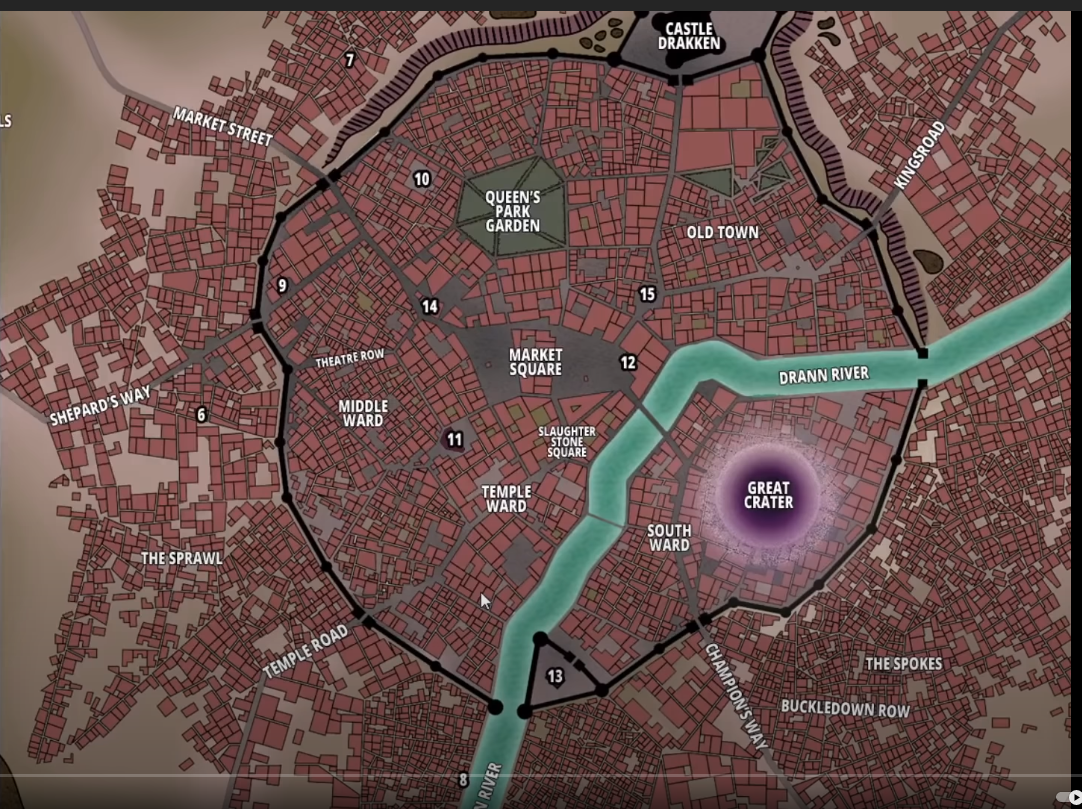 CASTLE
DRAKKEN
7
LS
MARKET STREET
KINGSROAD
10
QUEEN'S
PARK
GARDEN
OLD TOWN
9
15
14
THEATRE ROW
MARKET
SQUARE
12
DRANN RIVER
SHEPARD'S WAY
6
MIDDLE
WARD
11
SLAUGHTER
STONE
SQUARE
TEMPLE
WARD
GREAT
CRATER
SOUTH
WARD
THE SPRAWL
TEMPLE ROAD
13
CHAMPION'S WAY
THE SPOKES
BUCKLEDOWN ROW
8
N RIVER